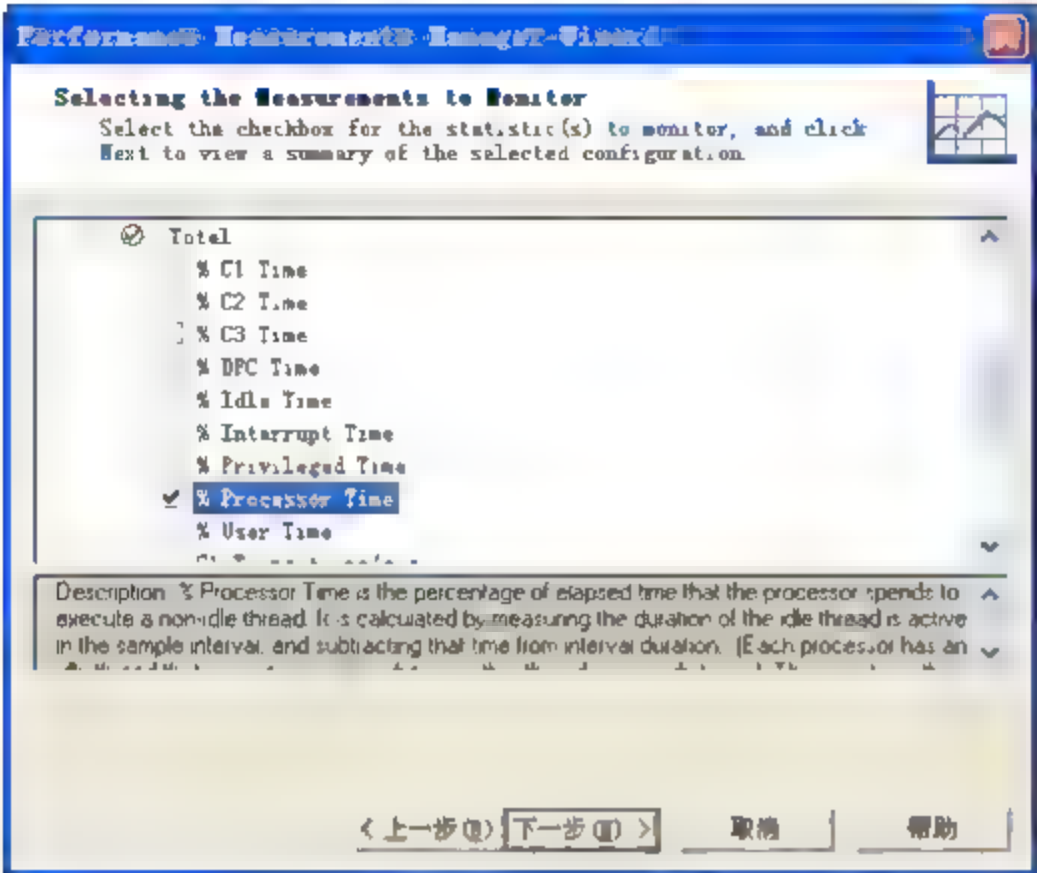 Performance Measurements Manager Wizard
Selecting the Measurements to Monitor
Select the checkbox for the statistic(s) to monitor, and click
Next to view a summary of the selected configuration
Total
% C1 Time
% C2 Time
% C3 Time
% DPC Time
% Idle Time
% Interrupt Time
% Privileged Time
% Processor Time
% User Time
Description: % Processor Time is the percentage of elapsed time that the processor spends to
execute a non-idle thread. It is calculated by measuring the duration of the idle thread is active
in the sample interval, and subtracting that time from interval duration. (Each processor has an
< 上一步(B) 下一步(N) > 取消 帮助